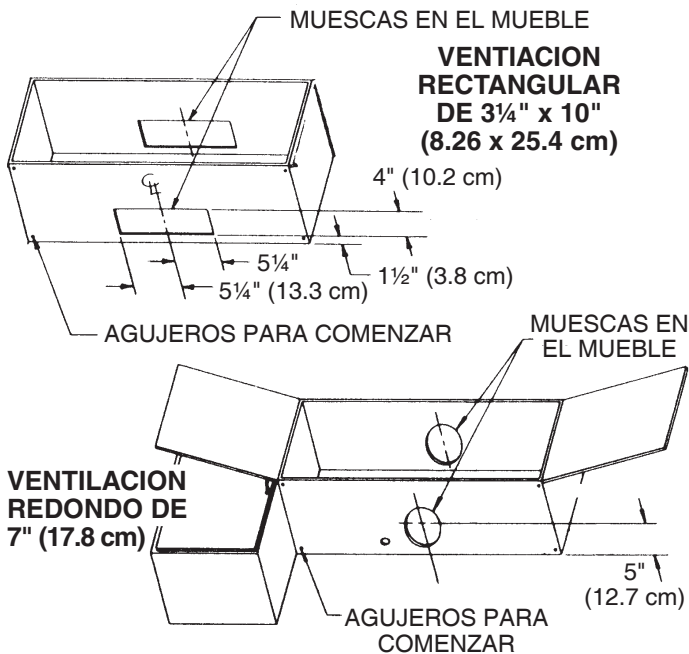 MUESCAS EN EL MUEBLE
VENTIACION
RECTANGULAR
DE 3¼" x 10"
(8.26 x 25.4 cm)
4" (10.2 cm)
℄
5¼"
1½" (3.8 cm)
5¼" (13.3 cm)
AGUJEROS PARA COMENZAR
MUESCAS EN
EL MUEBLE
VENTILACION
REDONDO DE
7" (17.8 cm)
5"
(12.7 cm)
AGUJEROS PARA
COMENZAR